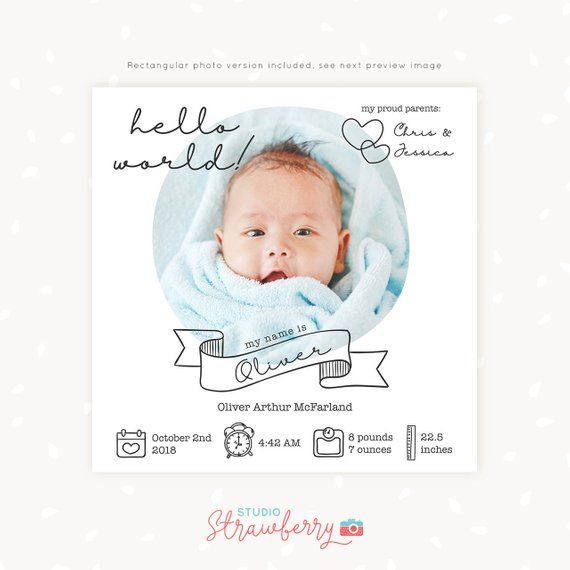 Rectangular photo version included, see next preview image
hello
world!
my proud parents:
Chris &
Jessica
my name is
Oliver
Oliver Arthur McFarland
October 2nd
2018
4:42 AM
8 pounds
7 ounces
22.5
inches
STUDIO
Strawberry